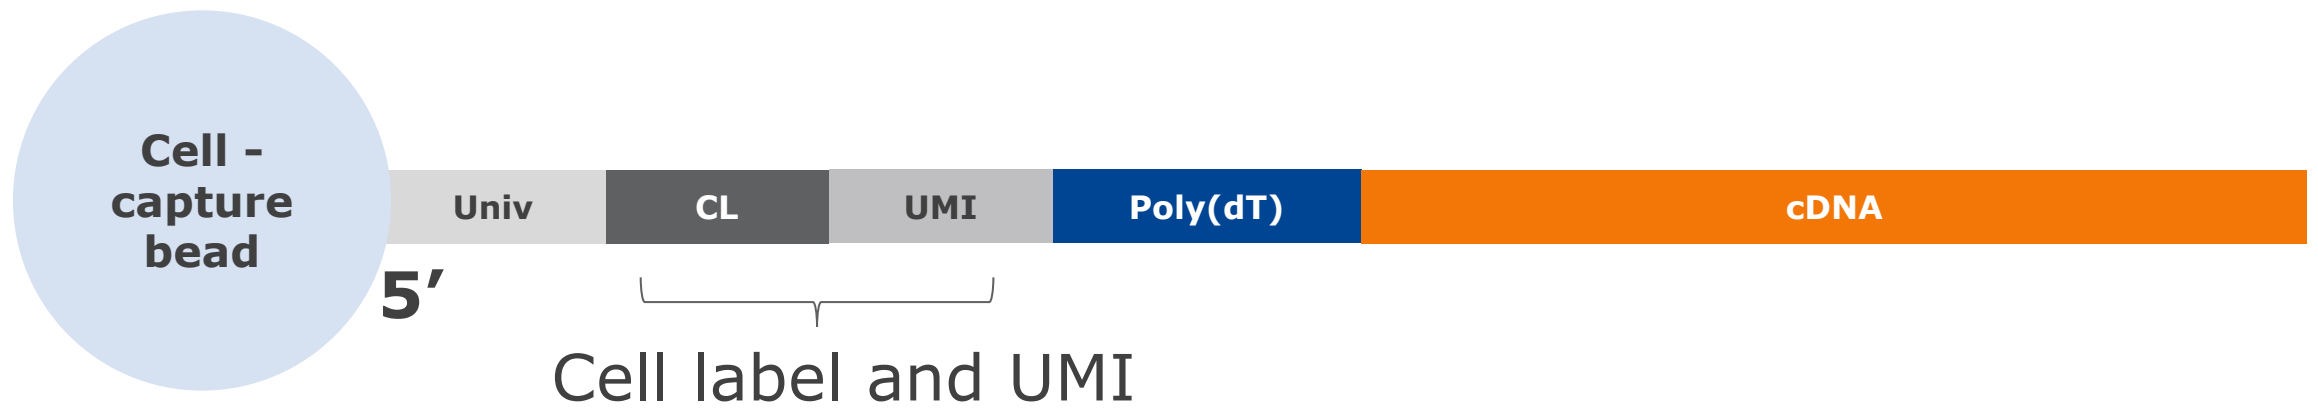 Cell -
capture
bead
Univ
CL
UMI
Poly(dT)
cDNA
5’
Cell label and UMI